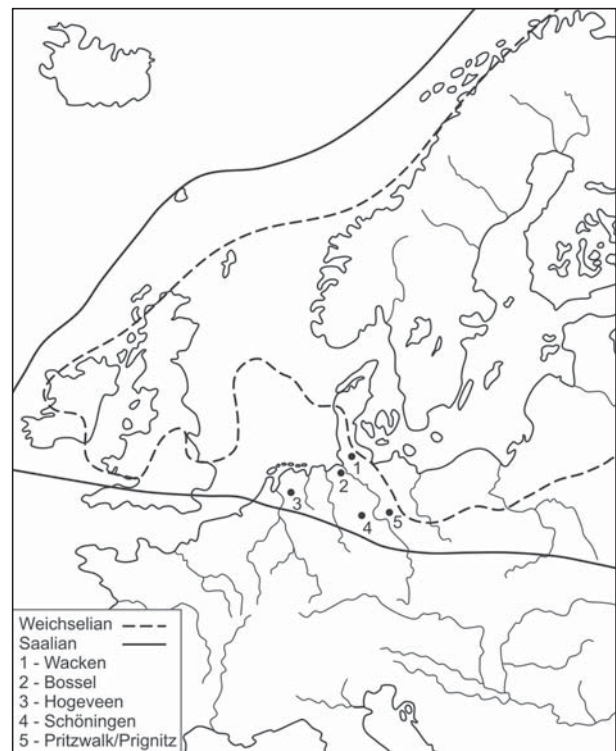 1
2
3
4
5
Weichselian
Saalian
1 - Wacken
2 - Bossel
3 - Hogeveen
4 - Schöningen
5 - Pritzwalk/Prignitz